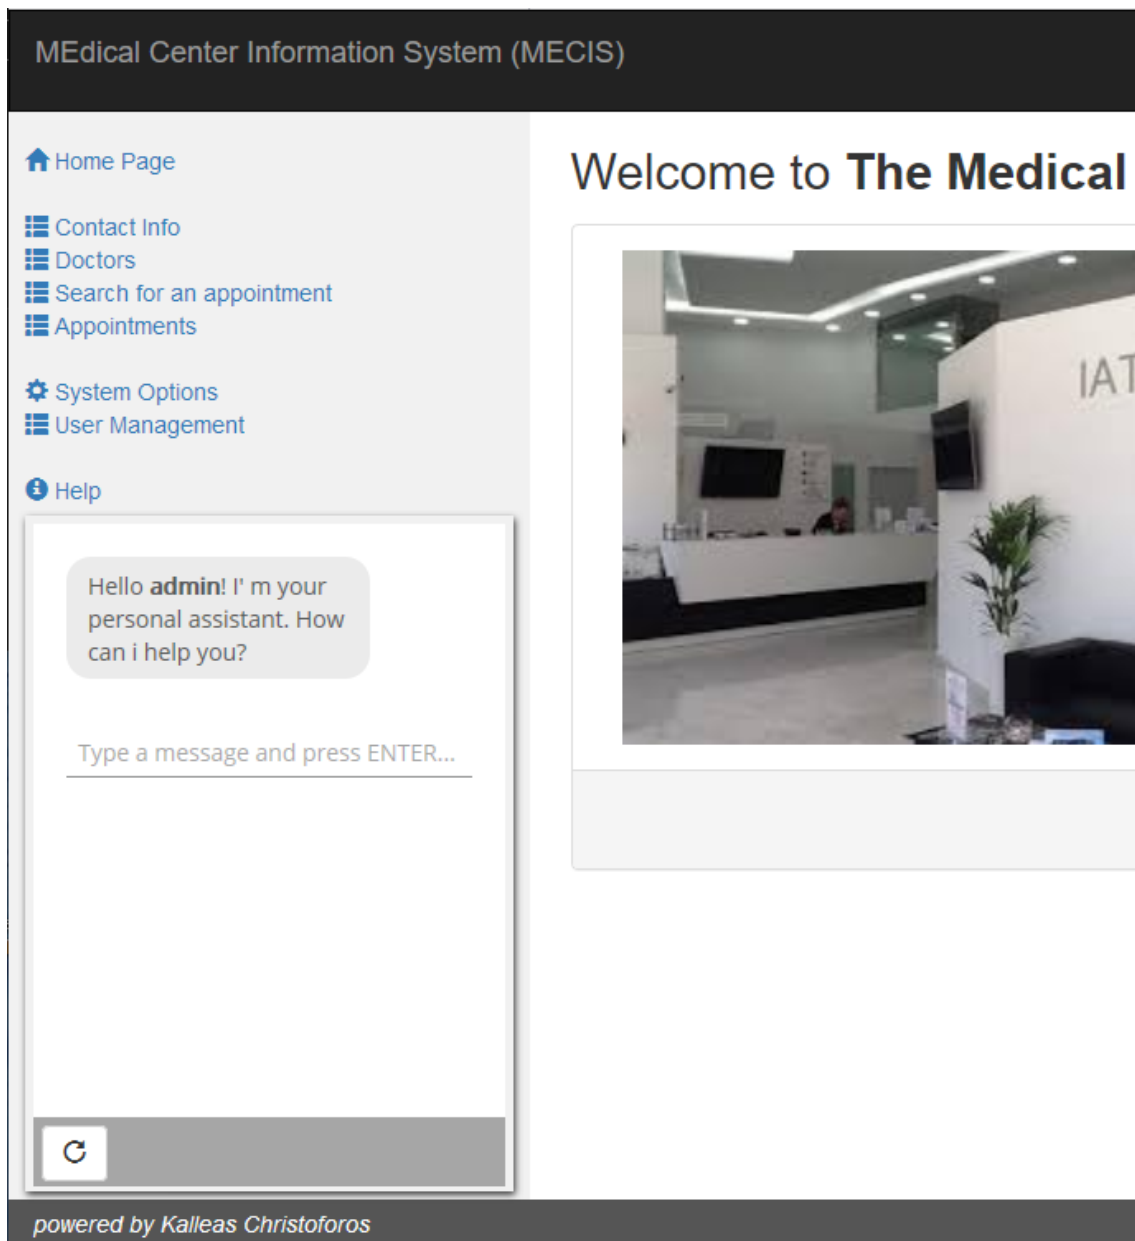 MEdical Center Information System (MECIS)
Home Page
Contact Info
Doctors
Search for an appointment
Appointments
System Options
User Management
Help
Hello admin! I' m your
personal assistant. How
can i help you?
Type a message and press ENTER...
Welcome to The Medical
IAT
powered by Kalleas Christoforos